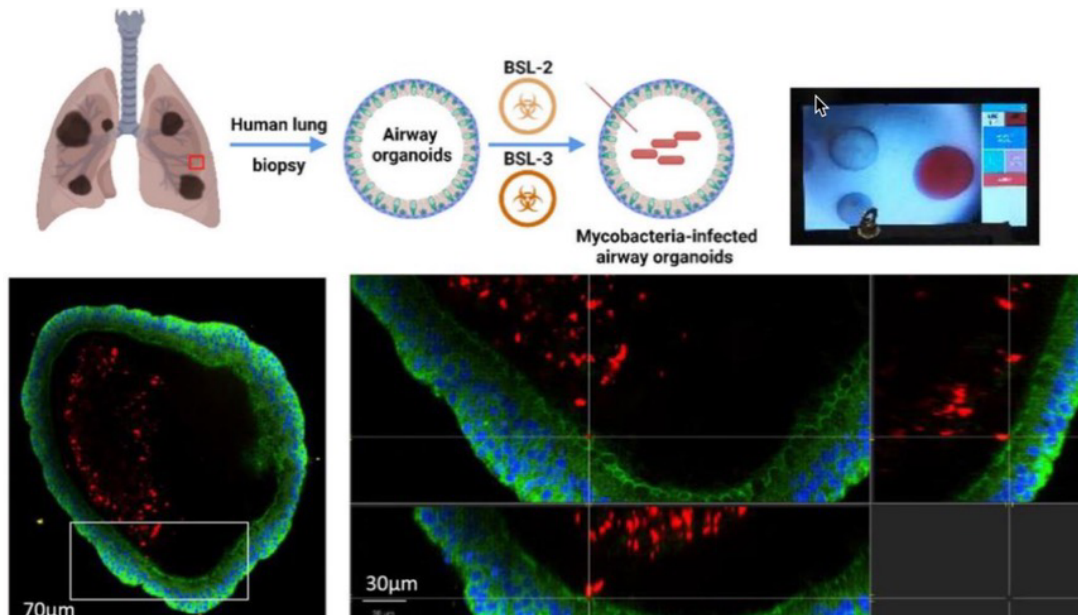 Human lung
biopsy
Airway
organoids
BSL-2
BSL-3
Mycobacteria-infected
airway organoids
70µm
30µm